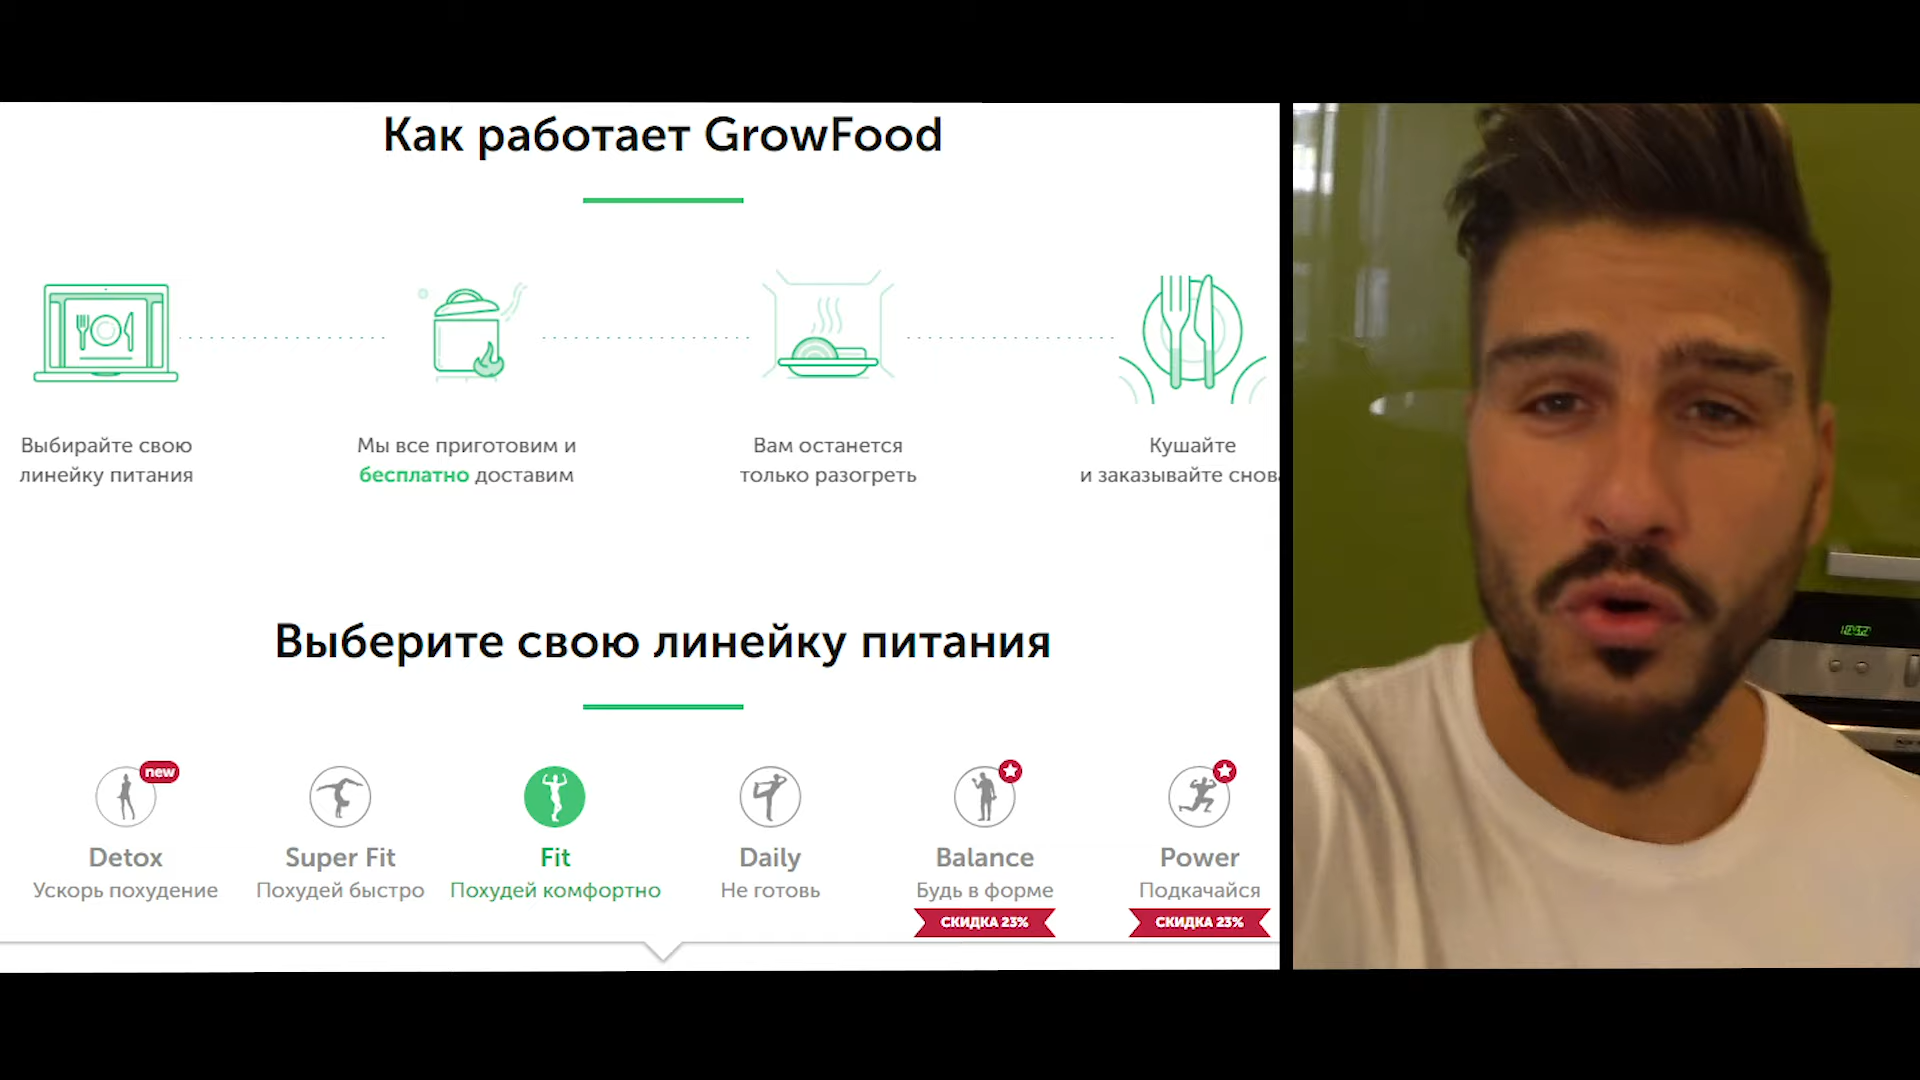 Как работает GrowFood
Выбирайте свою
линейку питания
Мы все приготовим и
бесплатно доставим
Вам останется
только разогреть
Кушайте
и заказывайте снова
Выберите свою линейку питания
new
Detox
Ускорь похудение
Super Fit
Похудей быстро
Fit
Похудей комфортно
Daily
Не готовь
Balance
Будь в форме
СКИДКА 23%
Power
Подкачайся
СКИДКА 23%